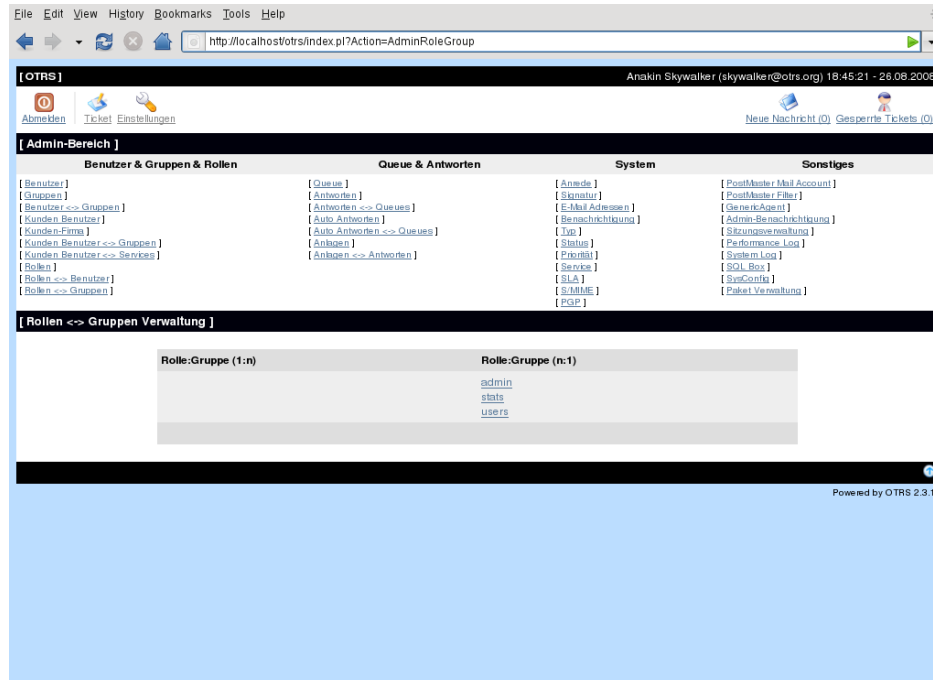 File Edit View History Bookmarks Tools Help
http://localhost/otrs/index.pl?Action=AdminRoleGroup
[ OTRS ] Anakin Skywalker (skywalker@otrs.org) 18:45:21 - 26.08.2008
Abmelden Ticket Einstellungen Neue Nachricht (0) Gesperrte Tickets (0)
[ Admin-Bereich ]
Benutzer & Gruppen & Rollen Queue & Antworten System Sonstiges
[ Benutzer ] [ Queue ] [ Anrede ] [ PostMaster Mail Account ]
[ Gruppen ] [ Antworten ] [ Signatur ] [ PostMaster Filter ]
[ Benutzer <-> Gruppen ] [ Antworten <-> Queues ] [ E-Mail Adressen ] [ GenericAgent ]
[ Kunden Benutzer ] [ Auto Antworten ] [ Benachrichtigung ] [ Admin-Benachrichtigung ]
[ Kunden-Firma ] [ Auto Antworten <-> Queues ] [ Typ ] [ Sitzungsverwaltung ]
[ Kunden Benutzer <-> Gruppen ] [ Anlagen ] [ Status ] [ Performance Log ]
[ Kunden Benutzer <-> Services ] [ Anlagen <-> Antworten ] [ Priorität ] [ System Log ]
[ Rollen ] [ Service ] [ SQL Box ]
[ Rollen <-> Benutzer ] [ SLA ] [ SysConfig ]
[ Rollen <-> Gruppen ] [ S/MIME ] [ Paket Verwaltung ]
[ PGP ]
[ Rollen <-> Gruppen Verwaltung ]
Rolle:Gruppe (1:n) Rolle:Gruppe (n:1)
admin
stats
users
Powered by OTRS 2.3.1